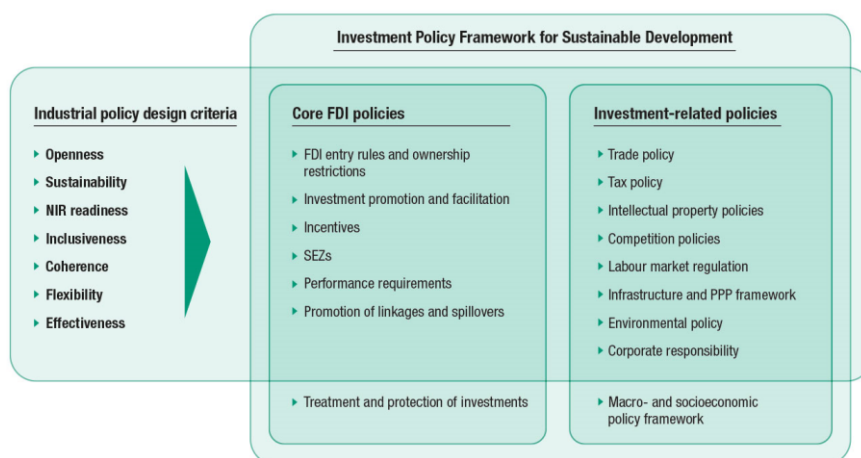 Investment Policy Framework for Sustainable Development
Industrial policy design criteria
Openness
Sustainability
NIR readiness
Inclusiveness
Coherence
Flexibility
Effectiveness
Core FDI policies
FDI entry rules and ownership
restrictions
Investment promotion and facilitation
Incentives
SEZs
Performance requirements
Promotion of linkages and spillovers
Treatment and protection of investments
Investment-related policies
Trade policy
Tax policy
Intellectual property policies
Competition policies
Labour market regulation
Infrastructure and PPP framework
Environmental policy
Corporate responsibility
Macro- and socioeconomic
policy framework